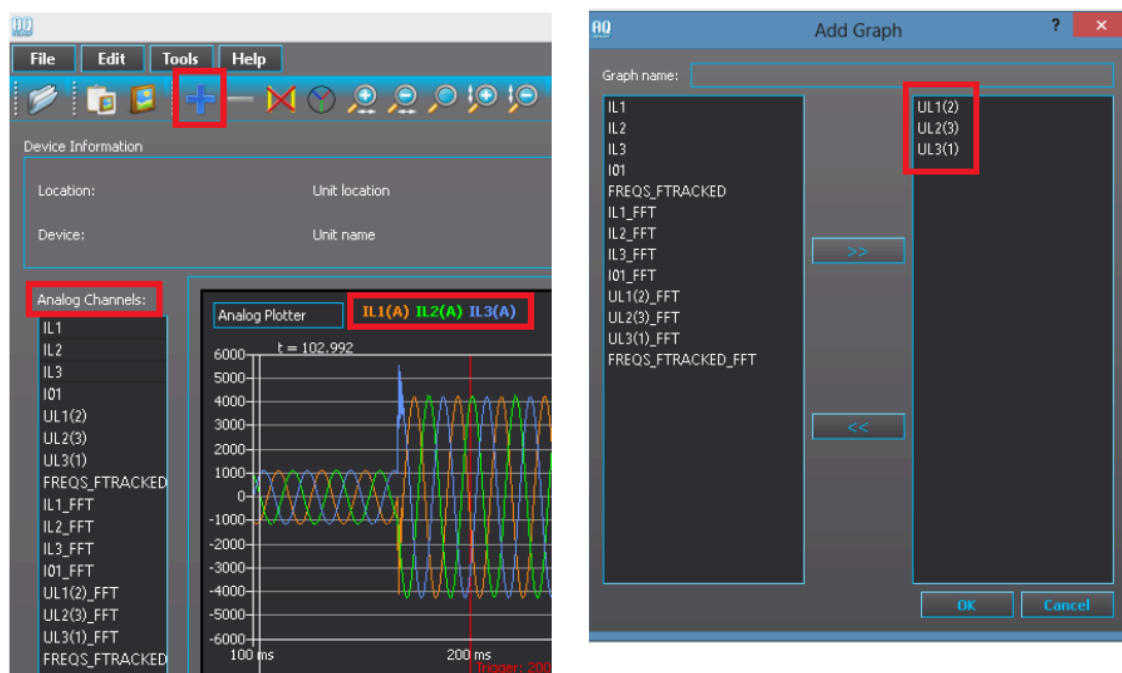 AQ
File Edit Tools Help
Device Information
Location: Unit location
Device: Unit name
Analog Channels:
IL1
IL2
IL3
I01
UL1(2)
UL2(3)
UL3(1)
FREQS_FTRACKED
IL1_FFT
IL2_FFT
IL3_FFT
I01_FFT
UL1(2)_FFT
UL2(3)_FFT
UL3(1)_FFT
FREQS_FTRACKED
Analog Plotter IL1(A) IL2(A) IL3(A)
t = 102.992
6000
5000
4000
3000
2000
1000
0
-1000
-2000
-3000
-4000
-5000
-6000
100 ms 200 ms
Trigger: 200
AQ Add Graph ? ×
Graph name:
IL1
IL2
IL3
I01
FREQS_FTRACKED
IL1_FFT
IL2_FFT
IL3_FFT
I01_FFT
UL1(2)_FFT
UL2(3)_FFT
UL3(1)_FFT
FREQS_FTRACKED_FFT
>>
<<
UL1(2)
UL2(3)
UL3(1)
OK Cancel